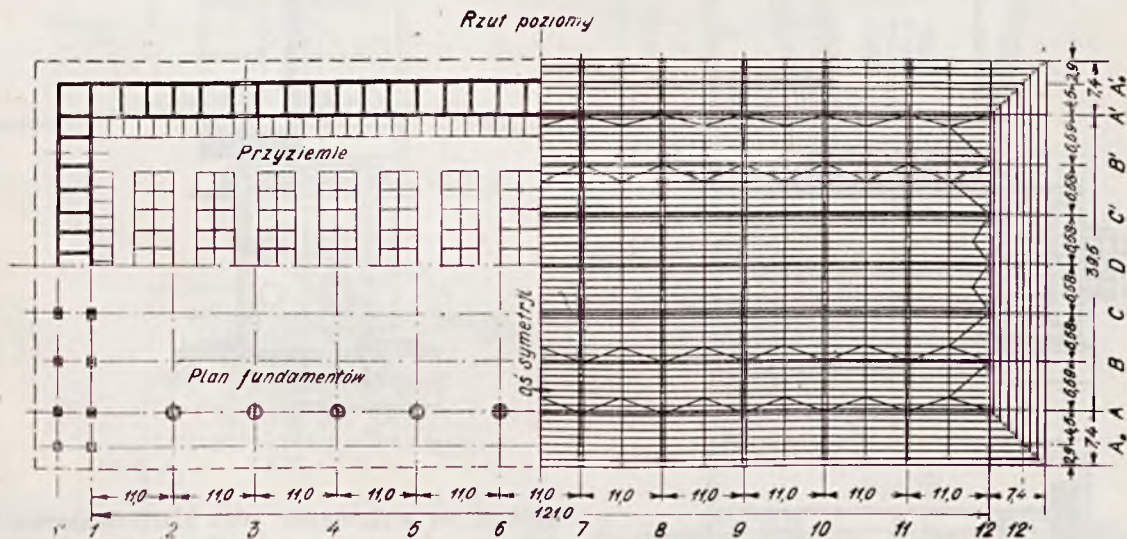 Rzut poziomy
Przyziemie
Plan fundamentów
oś symetrji
A' B' C' D C B A A₀
7,4 39,6 7,4
11,0 11,0 11,0 11,0 11,0 11,0 11,0 11,0 11,0 11,0 11,0 7,4
121,0
1 2 3 4 5 6 7 8 9 10 11 12 12'